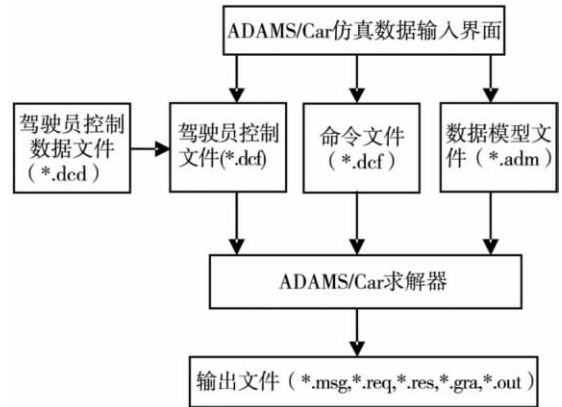 ADAMS/Car仿真数据输入界面
驾驶员控制
数据文件
（*.dcd）
驾驶员控制
文件(*.dcf)
命令文件
（*.dcf）
数据模型文
件（*.adm）
ADAMS/Car求解器
输出文件（*.msg,*.req,*.res,*.gra,*.out）